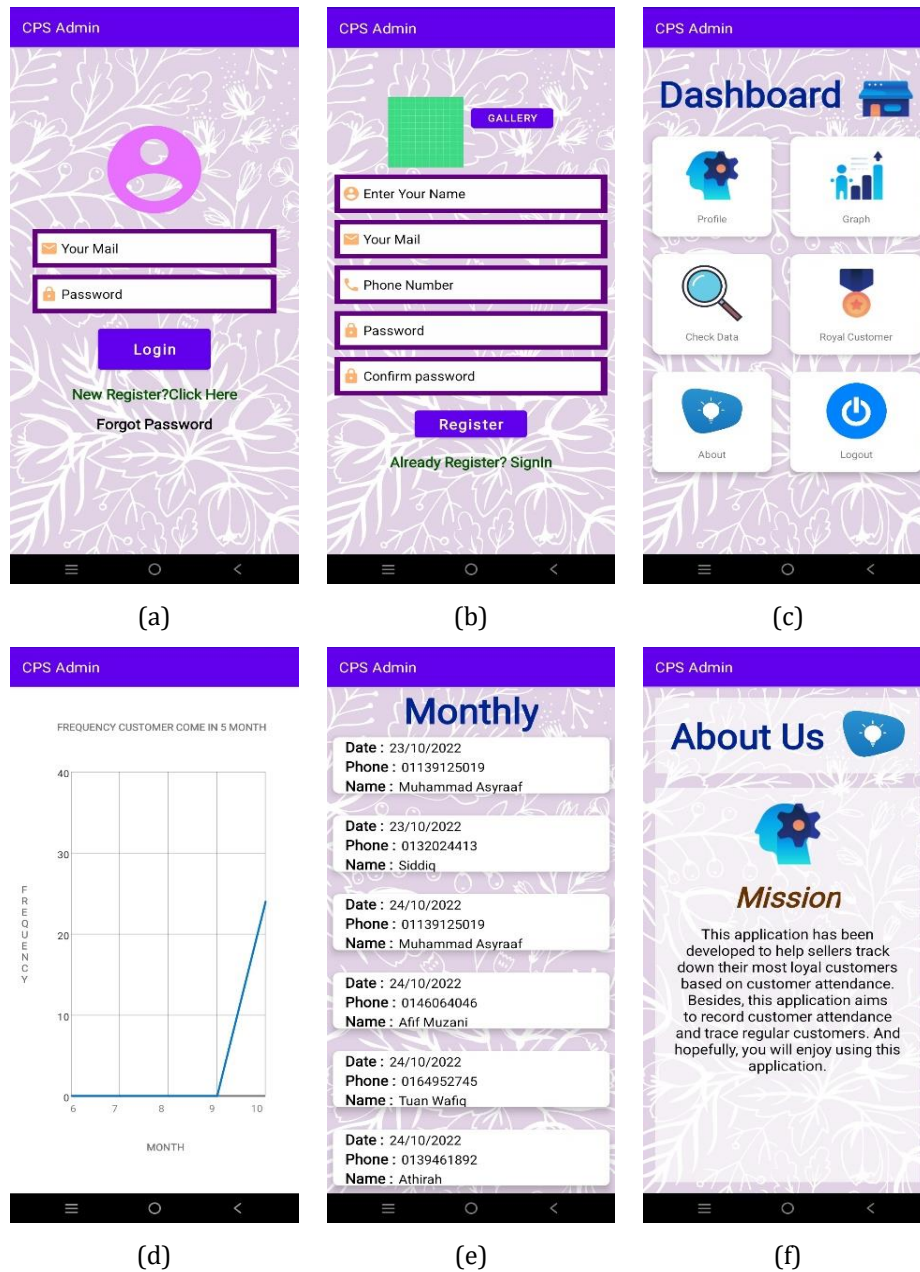 CPS Admin
Your Mail
Password
Login
New Register?Click Here
Forgot Password
(a)
CPS Admin
GALLERY
Enter Your Name
Your Mail
Phone Number
Password
Confirm password
Register
Already Register? SignIn
(b)
CPS Admin
Dashboard
Profile
Graph
Check Data
Royal Customer
About
Logout
(c)
CPS Admin
FREQUENCY CUSTOMER COME IN 5 MONTH
40
30
20
10
0
FREQUENCY
6 7 8 9 10
MONTH
(d)
CPS Admin
Monthly
Date : 23/10/2022
Phone : 01139125019
Name : Muhammad Asyraaf
Date : 23/10/2022
Phone : 0132024413
Name : Siddiq
Date : 24/10/2022
Phone : 01139125019
Name : Muhammad Asyraaf
Date : 24/10/2022
Phone : 0146064046
Name : Afif Muzani
Date : 24/10/2022
Phone : 0164952745
Name : Tuan Wafiq
Date : 24/10/2022
Phone : 0139461892
Name : Athirah
(e)
CPS Admin
About Us
Mission
This application has been
developed to help sellers track
down their most loyal customers
based on customer attendance.
Besides, this application aims
to record customer attendance
and trace regular customers. And
hopefully, you will enjoy using this
application.
(f)